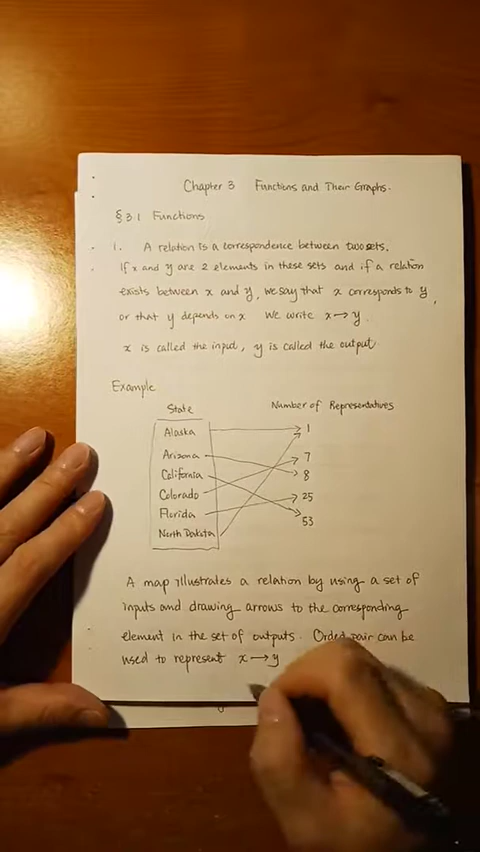 Chapter 3 Functions and Their Graphs.
§3.1 Functions
1. A relation is a correspondence between two sets.
If x and y are 2 elements in these sets and if a relation
exists between x and y, we say that x corresponds to y,
or that y depends on x We write x→y.
x is called the input, y is called the output.
Example
State Number of Representatives
Alaska 1
Arizona 7
California 8
Colorado 25
Florida 53
North Dakota
A map illustrates a relation by using a set of
inputs and drawing arrows to the corresponding
element in the set of outputs. Orded pair can be
used to represent x→y